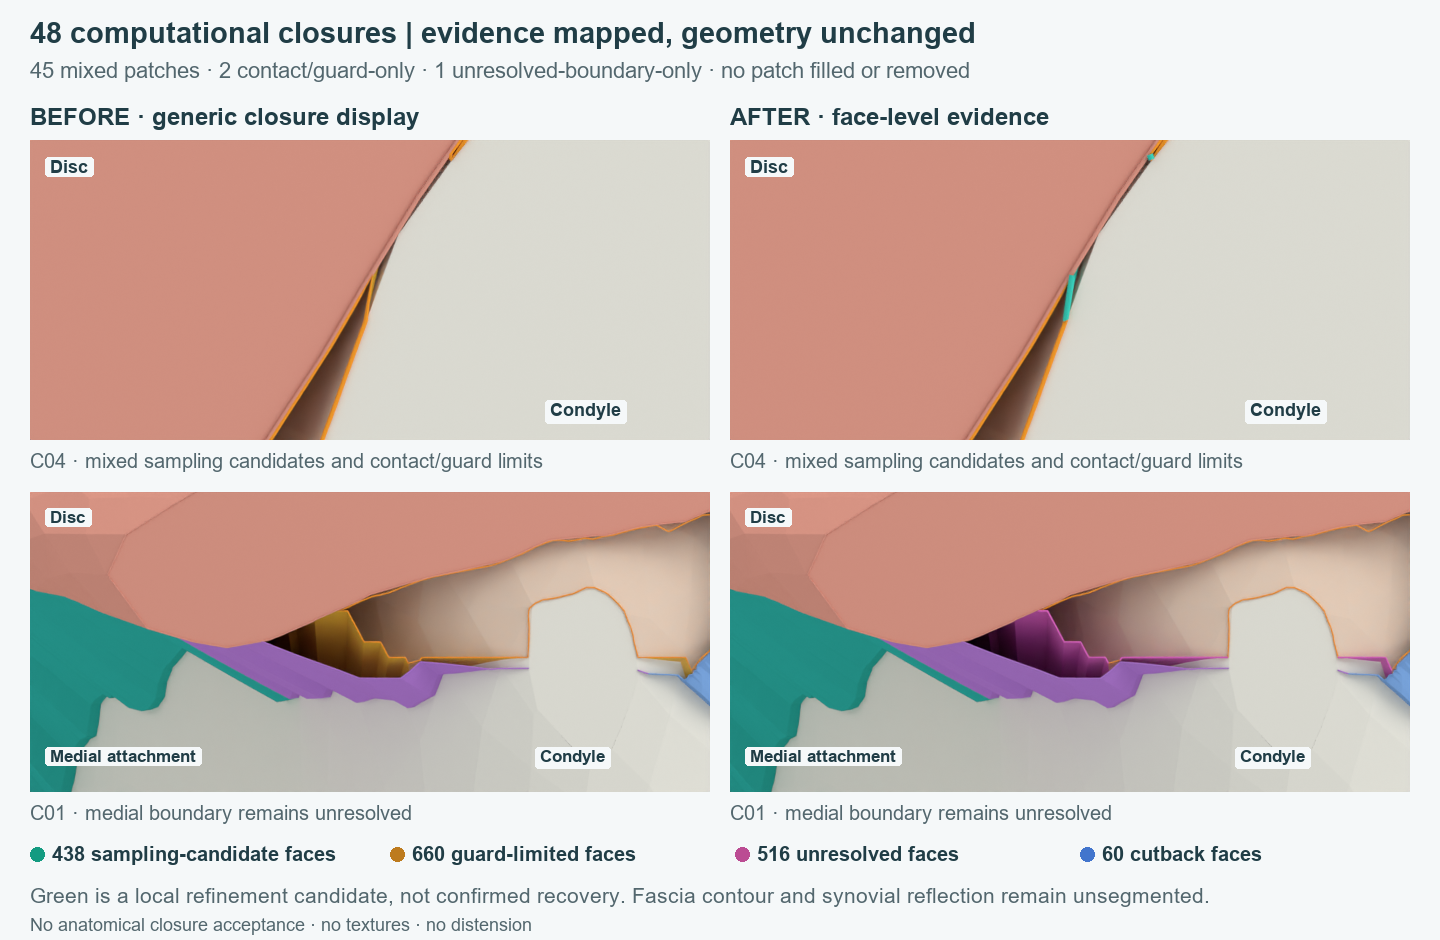 48 computational closures | evidence mapped, geometry unchanged
45 mixed patches · 2 contact/guard-only · 1 unresolved-boundary-only · no patch filled or removed
BEFORE · generic closure display
AFTER · face-level evidence
Disc
Condyle
Disc
Condyle
C04 · mixed sampling candidates and contact/guard limits
C04 · mixed sampling candidates and contact/guard limits
Disc
Medial attachment
Condyle
Disc
Medial attachment
Condyle
C01 · medial boundary remains unresolved
C01 · medial boundary remains unresolved
438 sampling-candidate faces
660 guard-limited faces
516 unresolved faces
60 cutback faces
Green is a local refinement candidate, not confirmed recovery. Fascia contour and synovial reflection remain unsegmented.
No anatomical closure acceptance · no textures · no distension